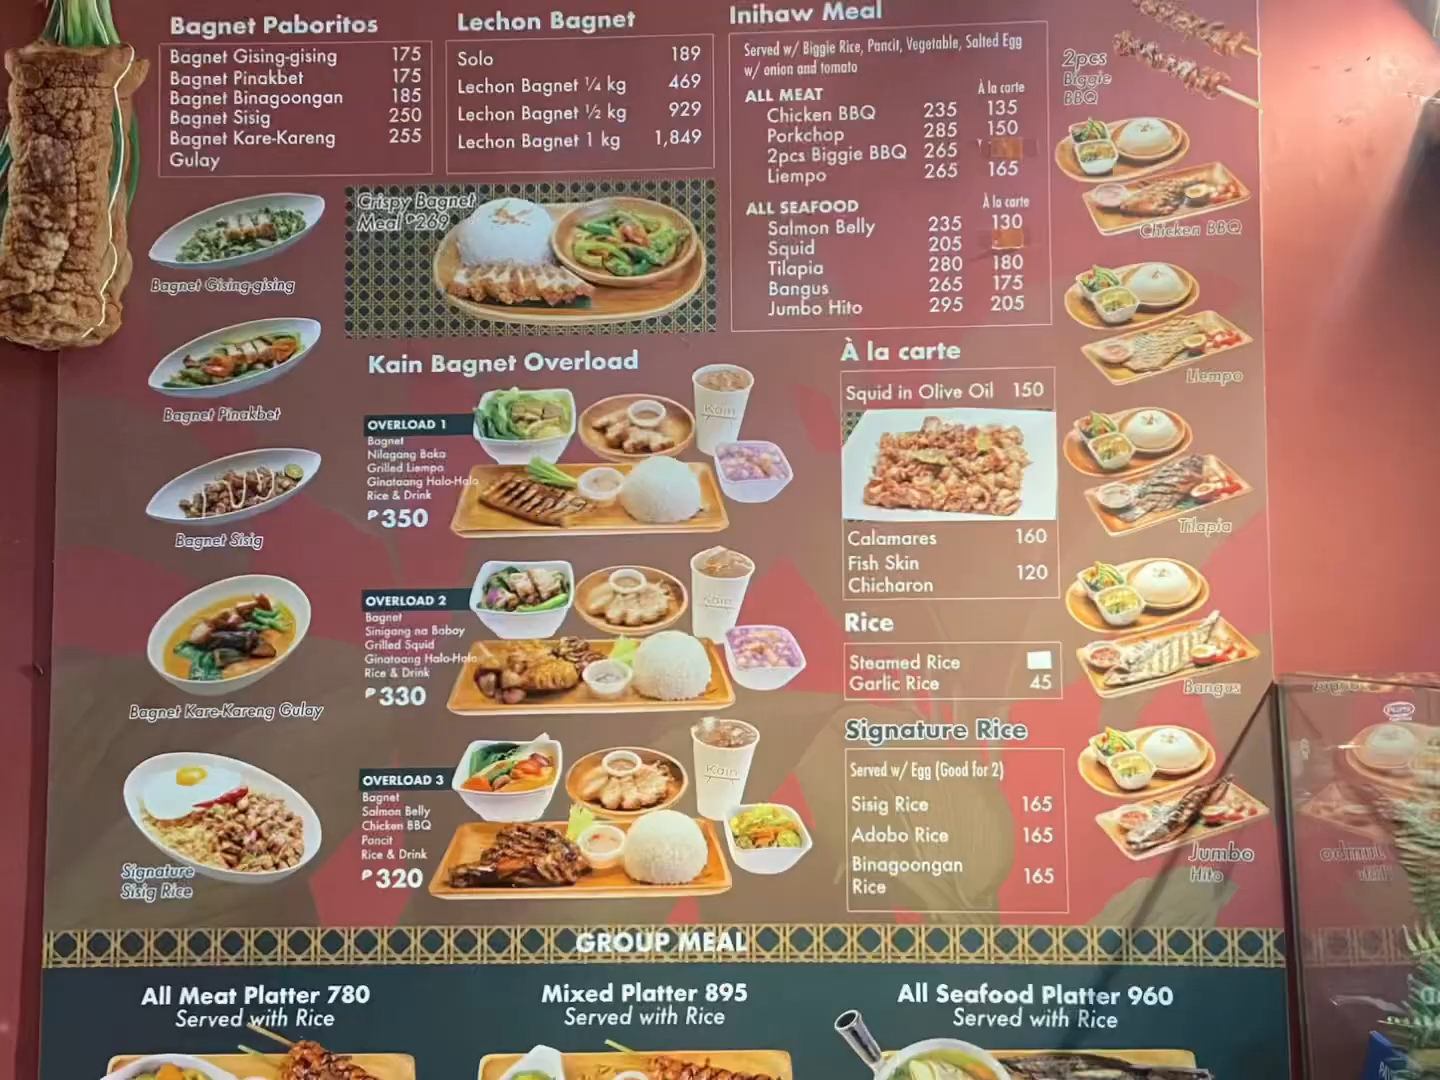 Bagnet Paboritos
Bagnet Gising-gising 175
Bagnet Pinakbet 175
Bagnet Binagoongan 185
Bagnet Sisig 250
Bagnet Kare-Kareng 255
Gulay
Bagnet Gising-gising
Bagnet Pinakbet
Bagnet Sisig
Bagnet Kare-Kareng Gulay
Signature
Sisig Rice
Lechon Bagnet
Solo 189
Lechon Bagnet ¼ kg 469
Lechon Bagnet ½ kg 929
Lechon Bagnet 1 kg 1,849
Crispy Bagnet
Meal ₱269
Kain Bagnet Overload
OVERLOAD 1
Bagnet
Nilagang Baka
Grilled Liempo
Ginataang Halo-Halo
Rice & Drink
₱350
Kain
OVERLOAD 2
Bagnet
Sinigang na Baboy
Grilled Squid
Ginataang Halo-Halo
Rice & Drink
₱330
Kain
OVERLOAD 3
Bagnet
Salmon Belly
Chicken BBQ
Pancit
Rice & Drink
₱320
Kain
Inihaw Meal
Served w/ Biggie Rice, Pancit, Vegetable, Salted Egg
w/ onion and tomato
ALL MEAT À la carte
Chicken BBQ 235 135
Porkchop 285 150
2pcs Biggie BBQ 265
Liempo 265 165
ALL SEAFOOD À la carte
Salmon Belly 235 130
Squid 205
Tilapia 280 180
Bangus 265 175
Jumbo Hito 295 205
À la carte
Squid in Olive Oil 150
Calamares 160
Fish Skin
Chicharon 120
Rice
Steamed Rice
Garlic Rice 45
Signature Rice
Served w/ Egg (Good for 2)
Sisig Rice 165
Adobo Rice 165
Binagoongan
Rice 165
2pcs
Biggie
BBQ
Chicken BBQ
Liempo
Tilapia
Bangus
Jumbo
Hito
GROUP MEAL
All Meat Platter 780
Served with Rice
Mixed Platter 895
Served with Rice
All Seafood Platter 960
Served with Rice